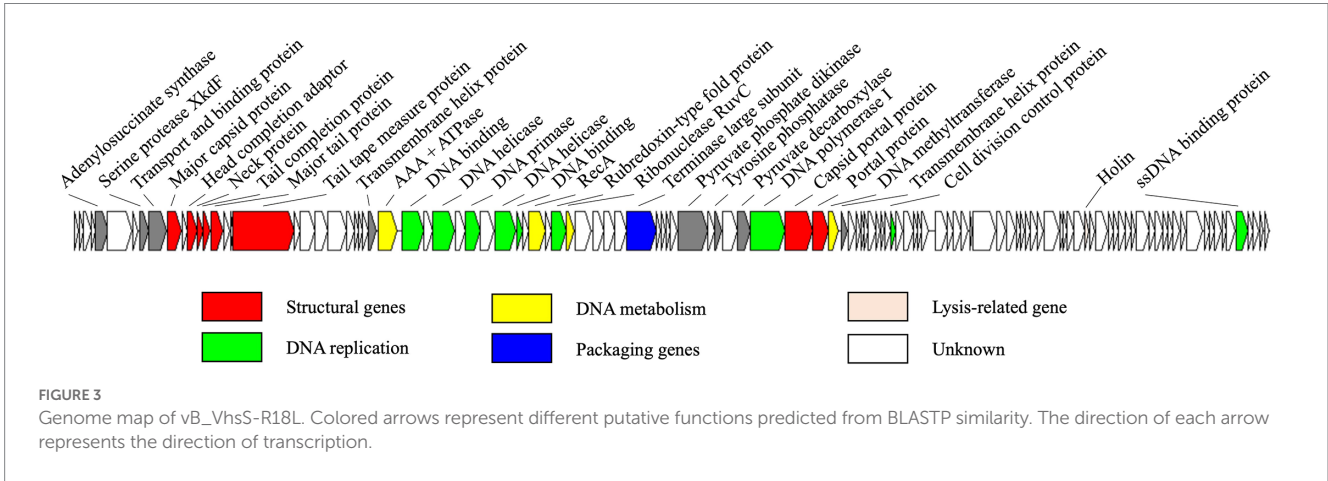 Adenylosuccinate synthase
Serine protease XkdF
Transport and binding protein
Major capsid protein
Head completion adaptor
Neck protein
Tail completion protein
Major tail protein
Tail tape measure protein
Transmembrane helix protein
AAA + ATPase
DNA binding
DNA helicase
DNA primase
DNA helicase
DNA binding
RecA
Rubredoxin-type fold protein
Ribonuclease RuvC
Terminase large subunit
Pyruvate phosphate dikinase
Tyrosine phosphatase
Pyruvate decarboxylase
DNA polymerase I
Capsid portal protein
Portal protein
DNA methyltransferase
Transmembrane helix protein
Cell division control protein
Holin
ssDNA binding protein
Structural genes
DNA metabolism
Lysis-related gene
DNA replication
Packaging genes
Unknown
FIGURE 3
Genome map of vB_VhsS-R18L. Colored arrows represent different putative functions predicted from BLASTP similarity. The direction of each arrow
represents the direction of transcription.